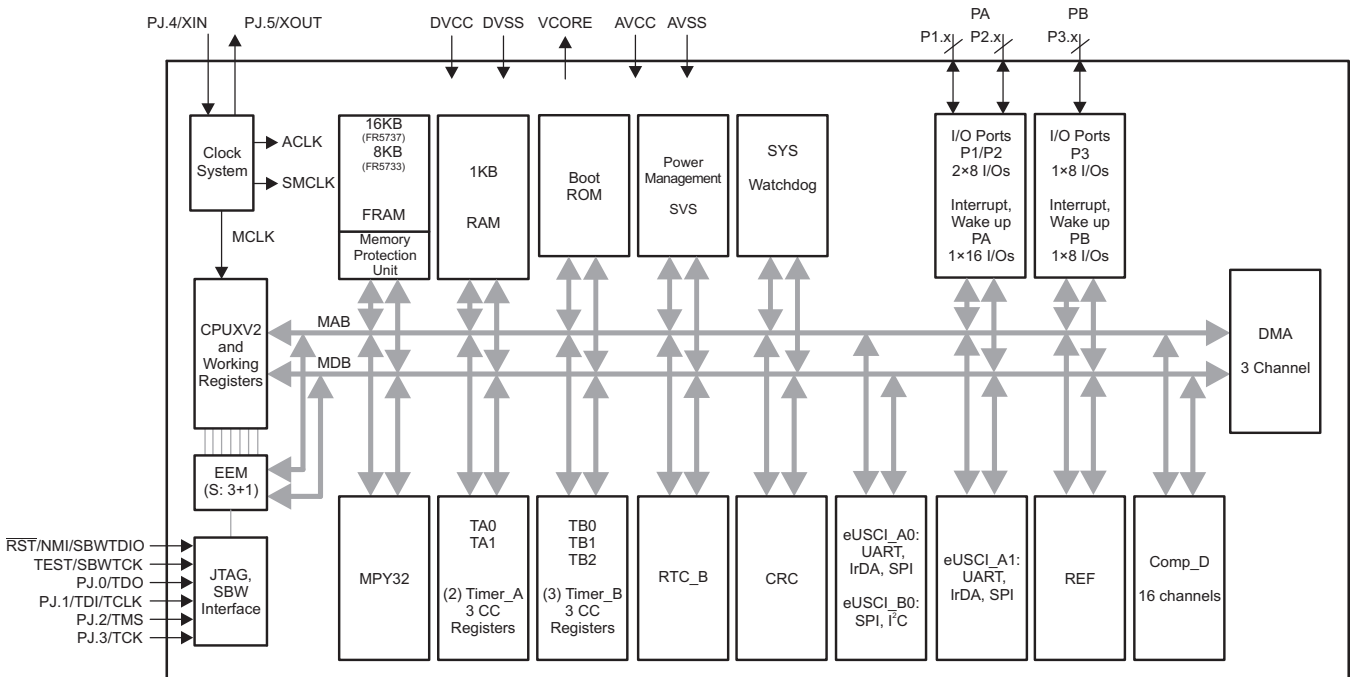 PJ.4/XIN
PJ.5/XOUT
DVCC
DVSS
VCORE
AVCC
AVSS
PA
PB
P1.x
P2.x
P3.x
Clock
System
ACLK
SMCLK
MCLK
16KB
(FR5737)
8KB
(FR5733)
FRAM
Memory
Protection
Unit
1KB
RAM
Boot
ROM
Power
Management
SVS
SYS
Watchdog
I/O Ports
P1/P2
2×8 I/Os
Interrupt,
Wake up
PA
1×16 I/Os
I/O Ports
P3
1×8 I/Os
Interrupt,
Wake up
PB
1×8 I/Os
CPUXV2
and
Working
Registers
MAB
MDB
DMA
3 Channel
EEM
(S: 3+1)
RST/NMI/SBWTDIO
TEST/SBWTCK
PJ.0/TDO
PJ.1/TDI/TCLK
PJ.2/TMS
PJ.3/TCK
JTAG,
SBW
Interface
MPY32
TA0
TA1
(2) Timer_A
3 CC
Registers
TB0
TB1
TB2
(3) Timer_B
3 CC
Registers
RTC_B
CRC
eUSCI_A0:
UART,
IrDA, SPI
eUSCI_B0:
SPI, I²C
eUSCI_A1:
UART,
IrDA, SPI
REF
Comp_D
16 channels